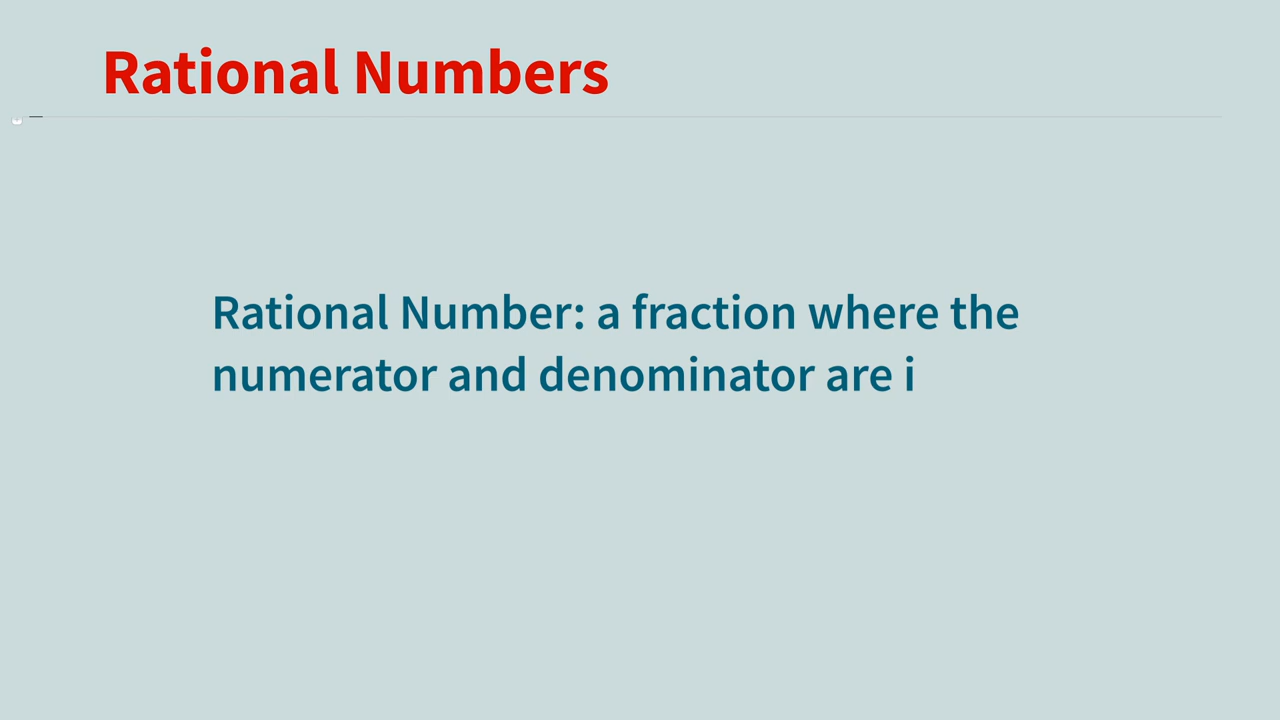 Rational Numbers
Rational Number: a fraction where the
numerator and denominator are i